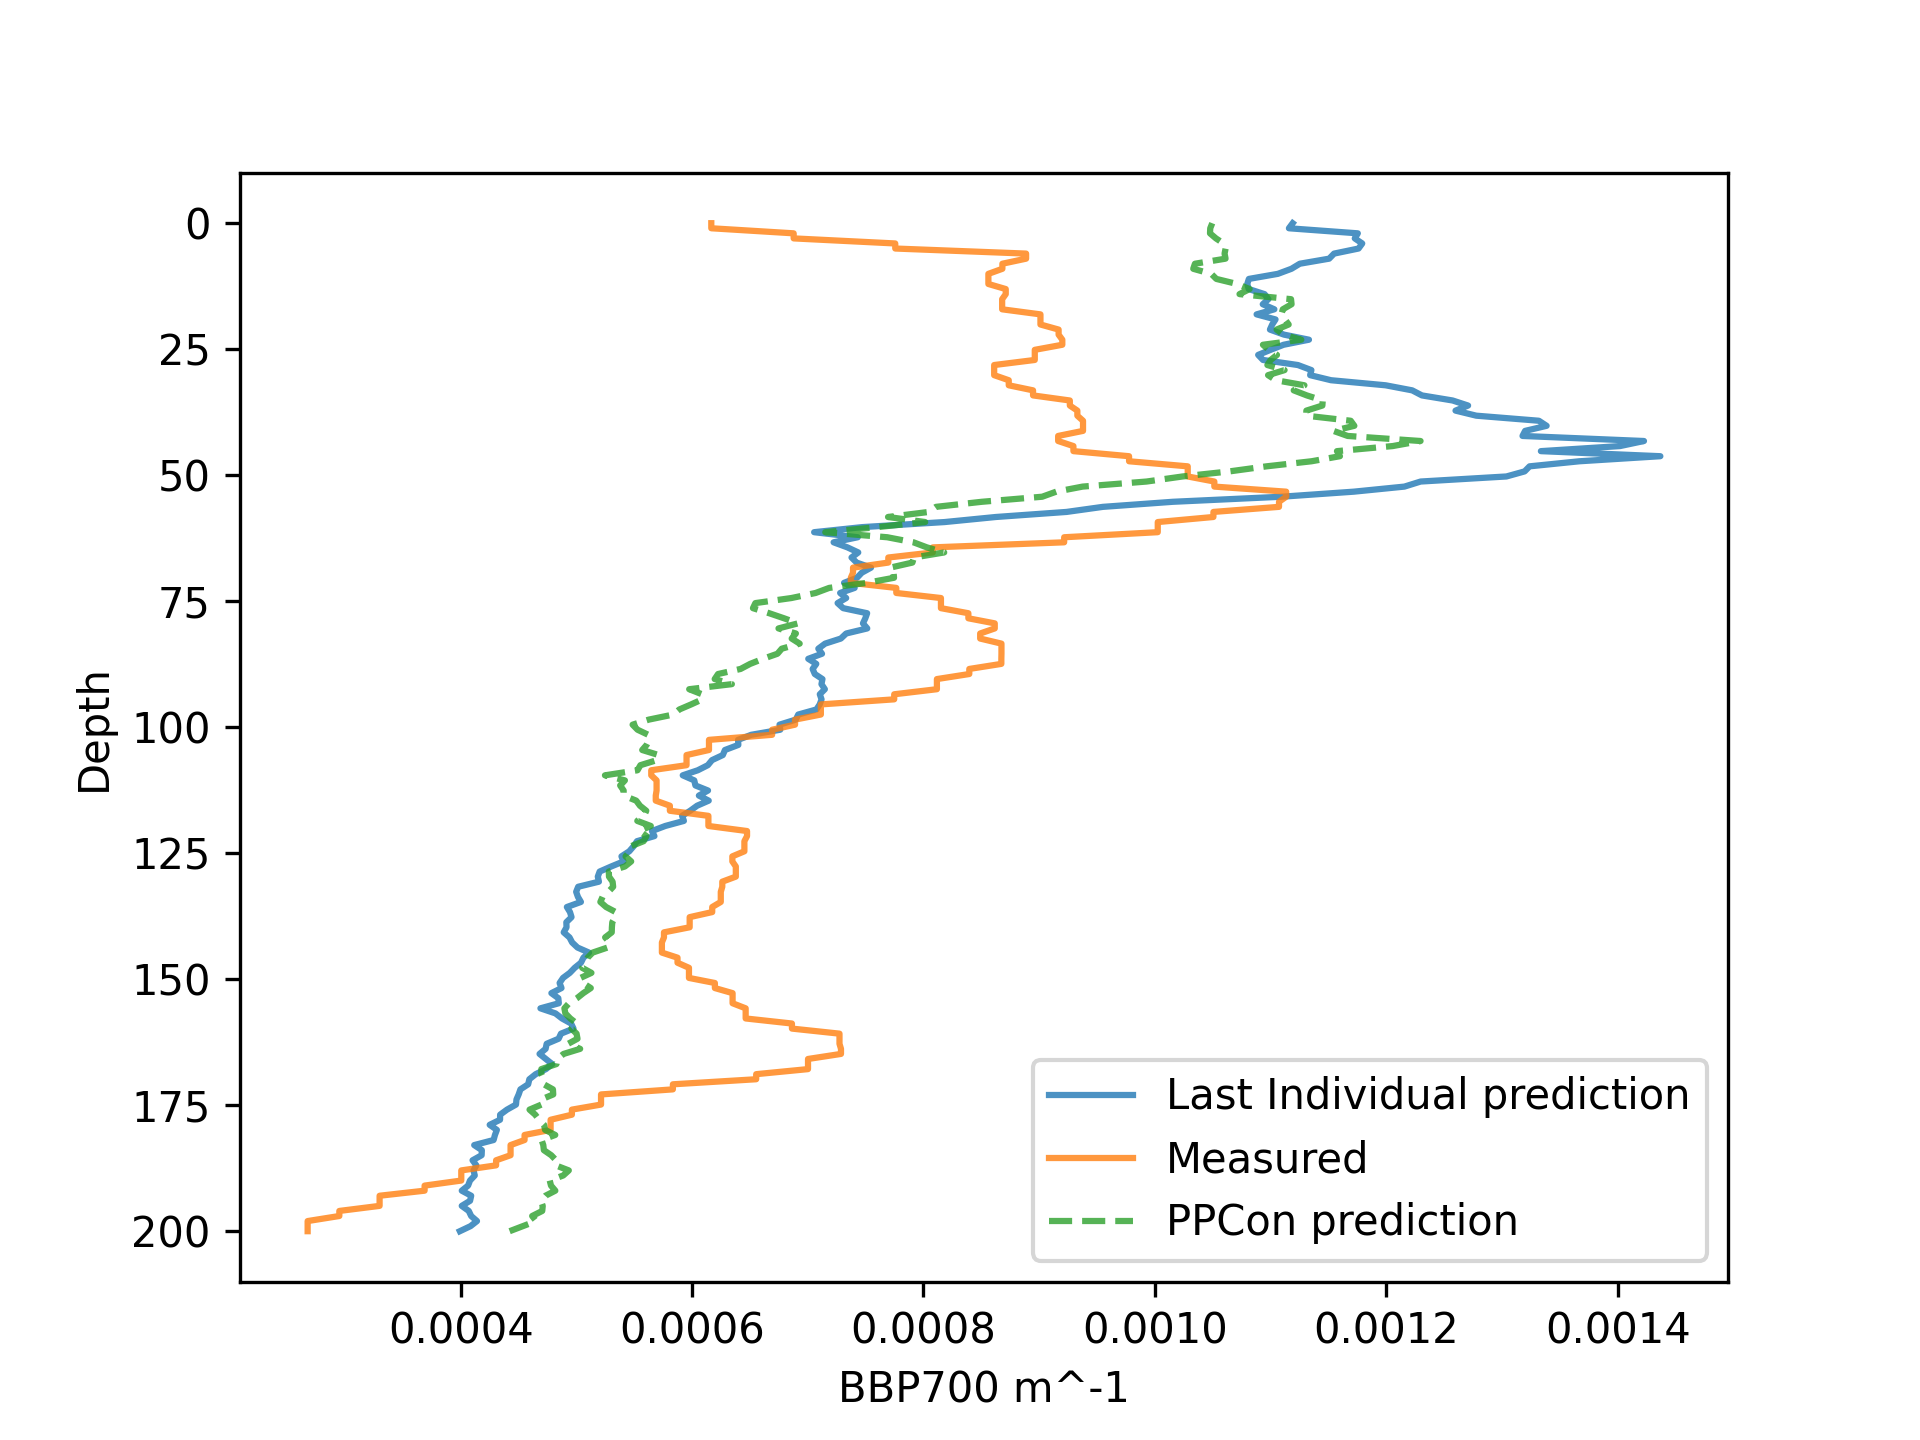 0
25
50
75
100
125
150
175
200
Depth
0.0004 0.0006 0.0008 0.0010 0.0012 0.0014
BBP700 m^-1
Last Individual prediction
Measured
PPCon prediction